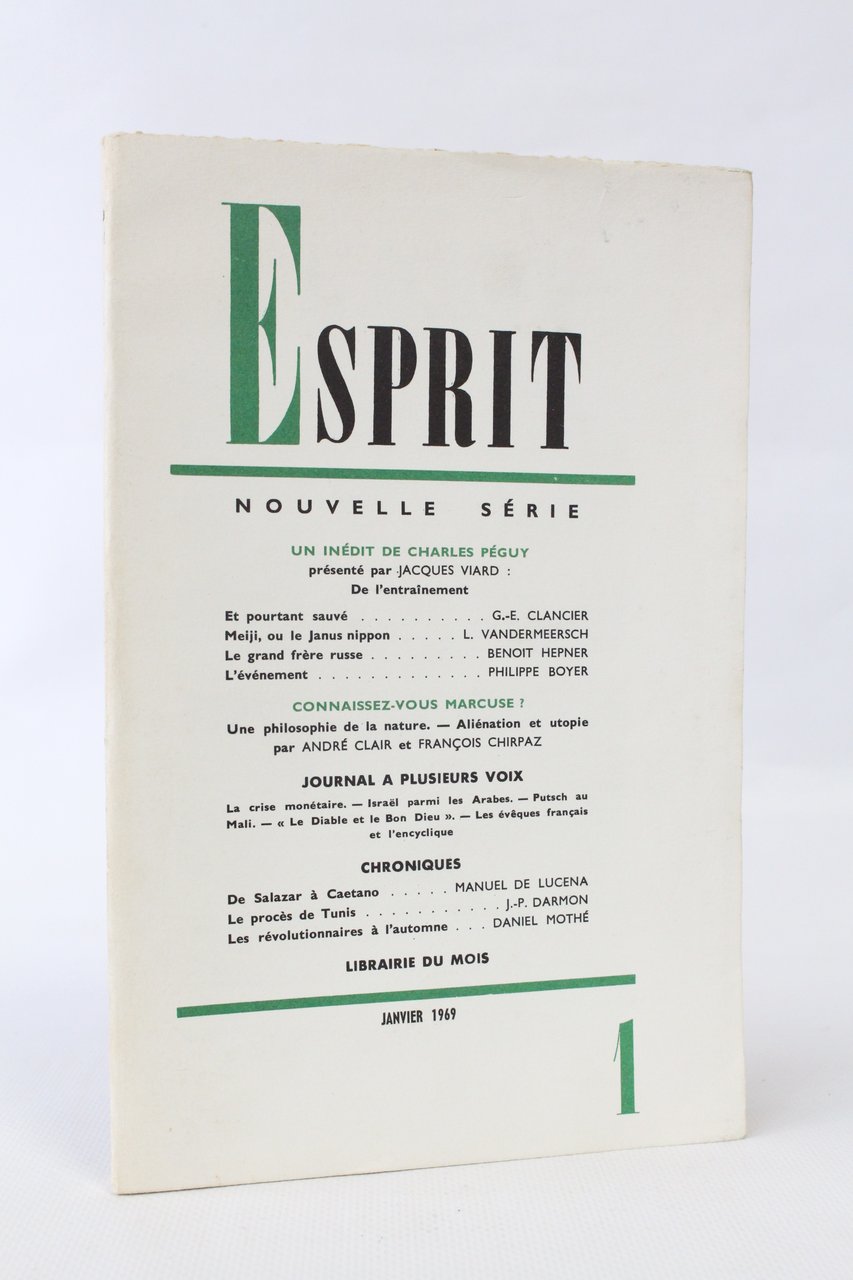 ESPRIT
NOUVELLE SÉRIE
UN INÉDIT DE CHARLES PÉGUY
présenté par JACQUES VIARD :
De l'entraînement
Et pourtant sauvé . . . . . . . . . . G.-E. CLANCIER
Meiji, ou le Janus nippon . . . . . L. VANDERMEERSCH
Le grand frère russe . . . . . . . . . BENOIT HEPNER
L'événement . . . . . . . . . . . . . PHILIPPE BOYER
CONNAISSEZ-VOUS MARCUSE ?
Une philosophie de la nature. — Aliénation et utopie
par ANDRÉ CLAIR et FRANÇOIS CHIRPAZ
JOURNAL A PLUSIEURS VOIX
La crise monétaire. — Israël parmi les Arabes. — Putsch au
Mali. — « Le Diable et le Bon Dieu ». — Les évêques français
et l'encyclique
CHRONIQUES
De Salazar à Caetano . . . . . MANUEL DE LUCENA
Le procès de Tunis . . . . . . . . . . . J.-P. DARMON
Les révolutionnaires à l'automne . . . DANIEL MOTHÉ
LIBRAIRIE DU MOIS
JANVIER 1969
1